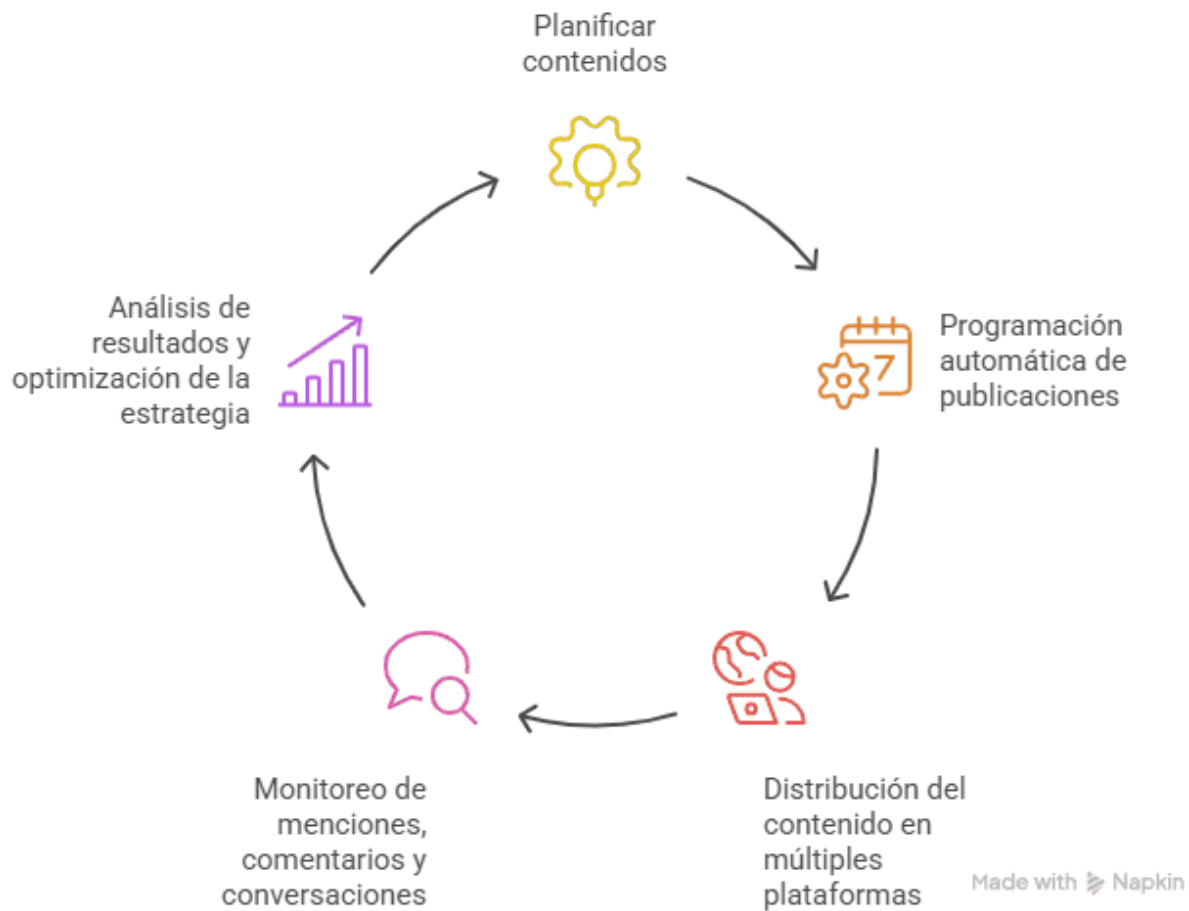 Planificar
contenidos
Programación
automática de
publicaciones
7
Distribución del
contenido en
múltiples
plataformas
Monitoreo de
menciones,
comentarios y
conversaciones
Análisis de
resultados y
optimización de la
estrategia
Made with Napkin